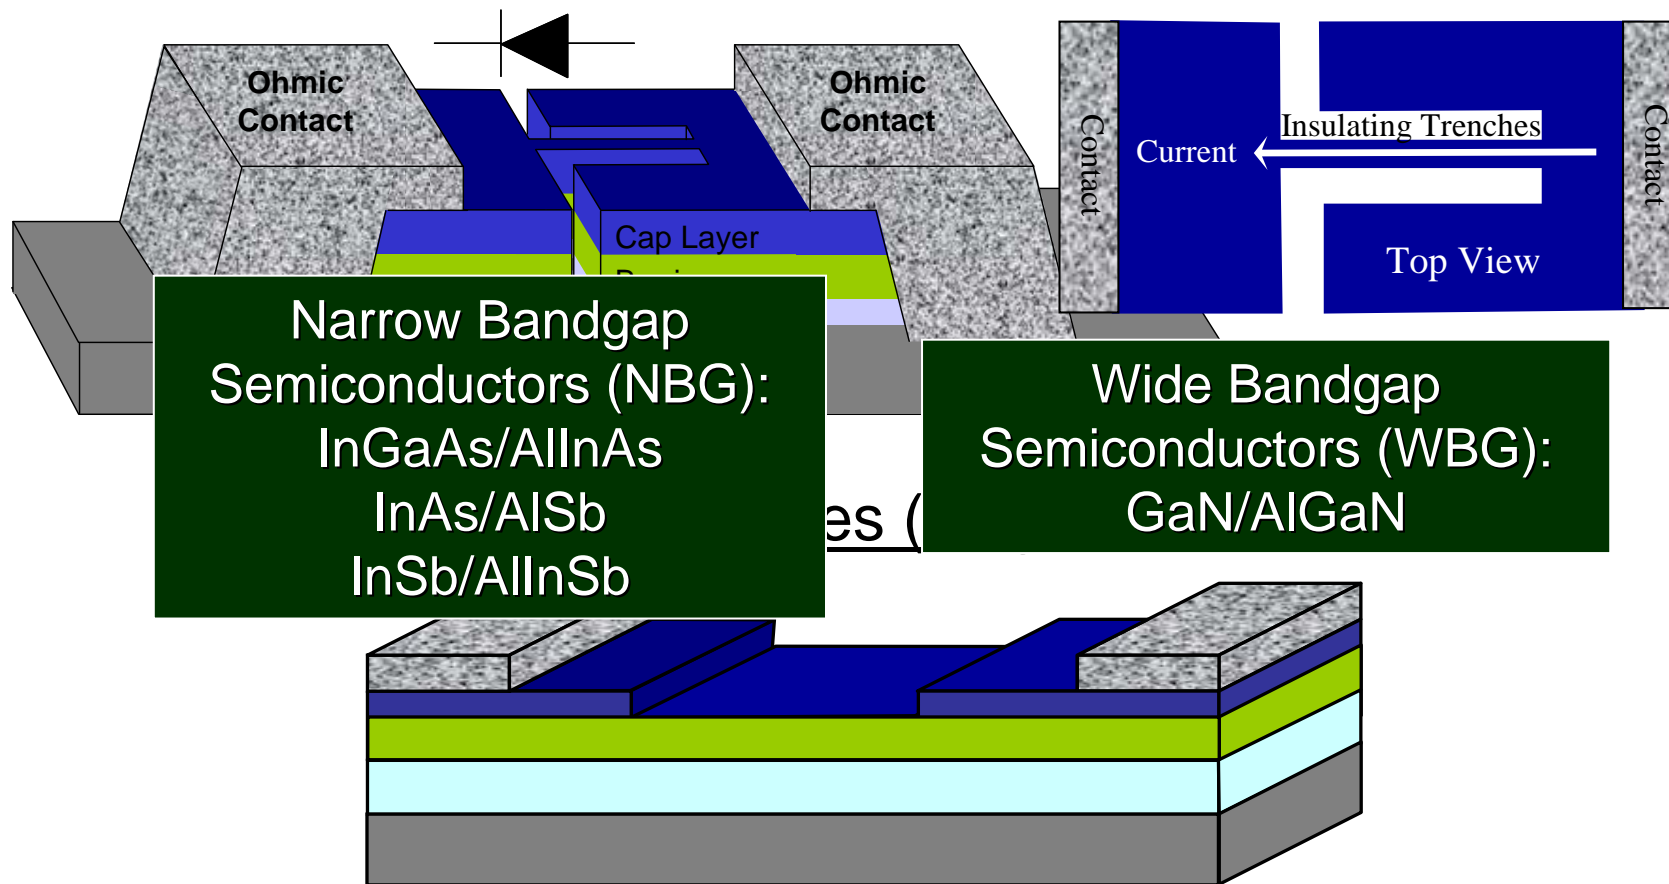 Ohmic
Contact
Ohmic
Contact
Contact
Insulating Trenches
Current
Contact
Top View
Cap Layer
Narrow Bandgap
Semiconductors (NBG):
InGaAs/AlInAs
InAs/AlSb
InSb/AlInSb
Wide Bandgap
Semiconductors (WBG):
GaN/AlGaN
es (